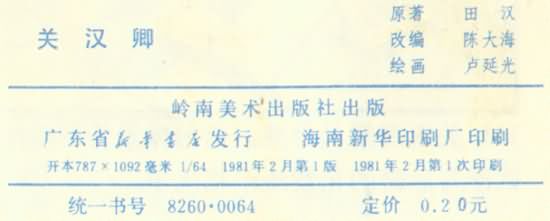 关汉卿
原著 田汉
改编 陈大海
绘画 卢延光
岭南美术出版社出版
广东省新华书店发行 海南新华印刷厂印刷
开本787×1092毫米 1/64 1981年2月第1版 1981年2月第1次印刷
统一书号 8260·0064 定价 0.20元